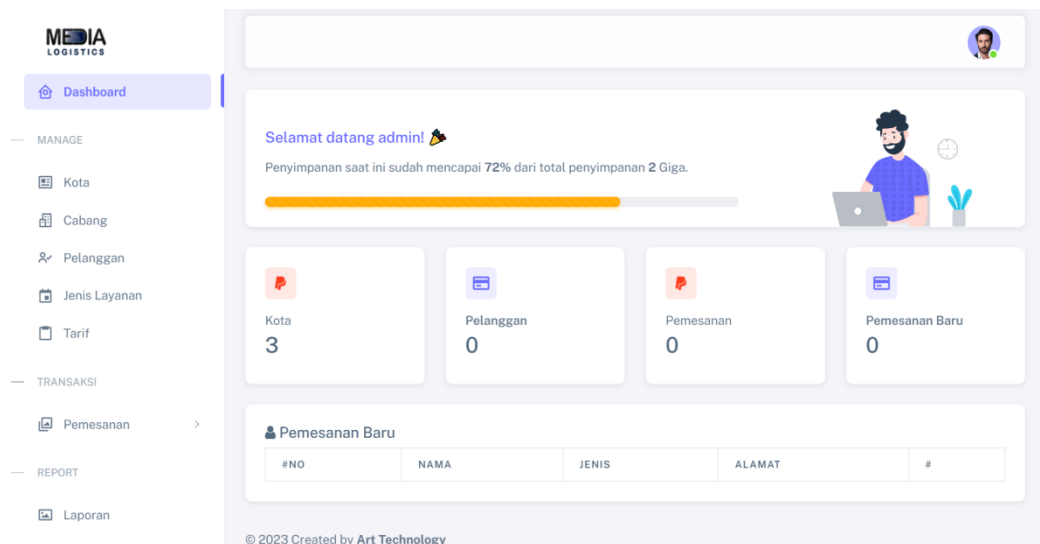 MEDIA
LOGISTICS
Dashboard
MANAGE
Kota
Cabang
Pelanggan
Jenis Layanan
Tarif
TRANSAKSI
Pemesanan
REPORT
Laporan
Selamat datang admin!
Penyimpanan saat ini sudah mencapai 72% dari total penyimpanan 2 Giga.
Kota
3
Pelanggan
0
Pemesanan
0
Pemesanan Baru
0
Pemesanan Baru
#NO NAMA JENIS ALAMAT #
© 2023 Created by Art Technology